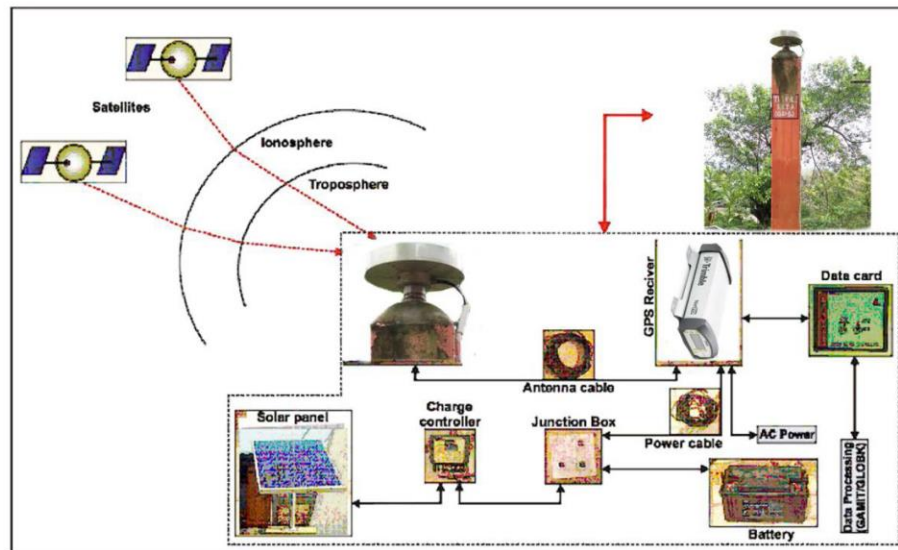 Satellites
Ionosphere
Troposphere
GPS Reciver
Trimble
Data card
Antenna cable
Solar panel
Charge
controller
Junction Box
Power cable
AC Power
Battery
Data Processing
(GAMIT/GLOBK)